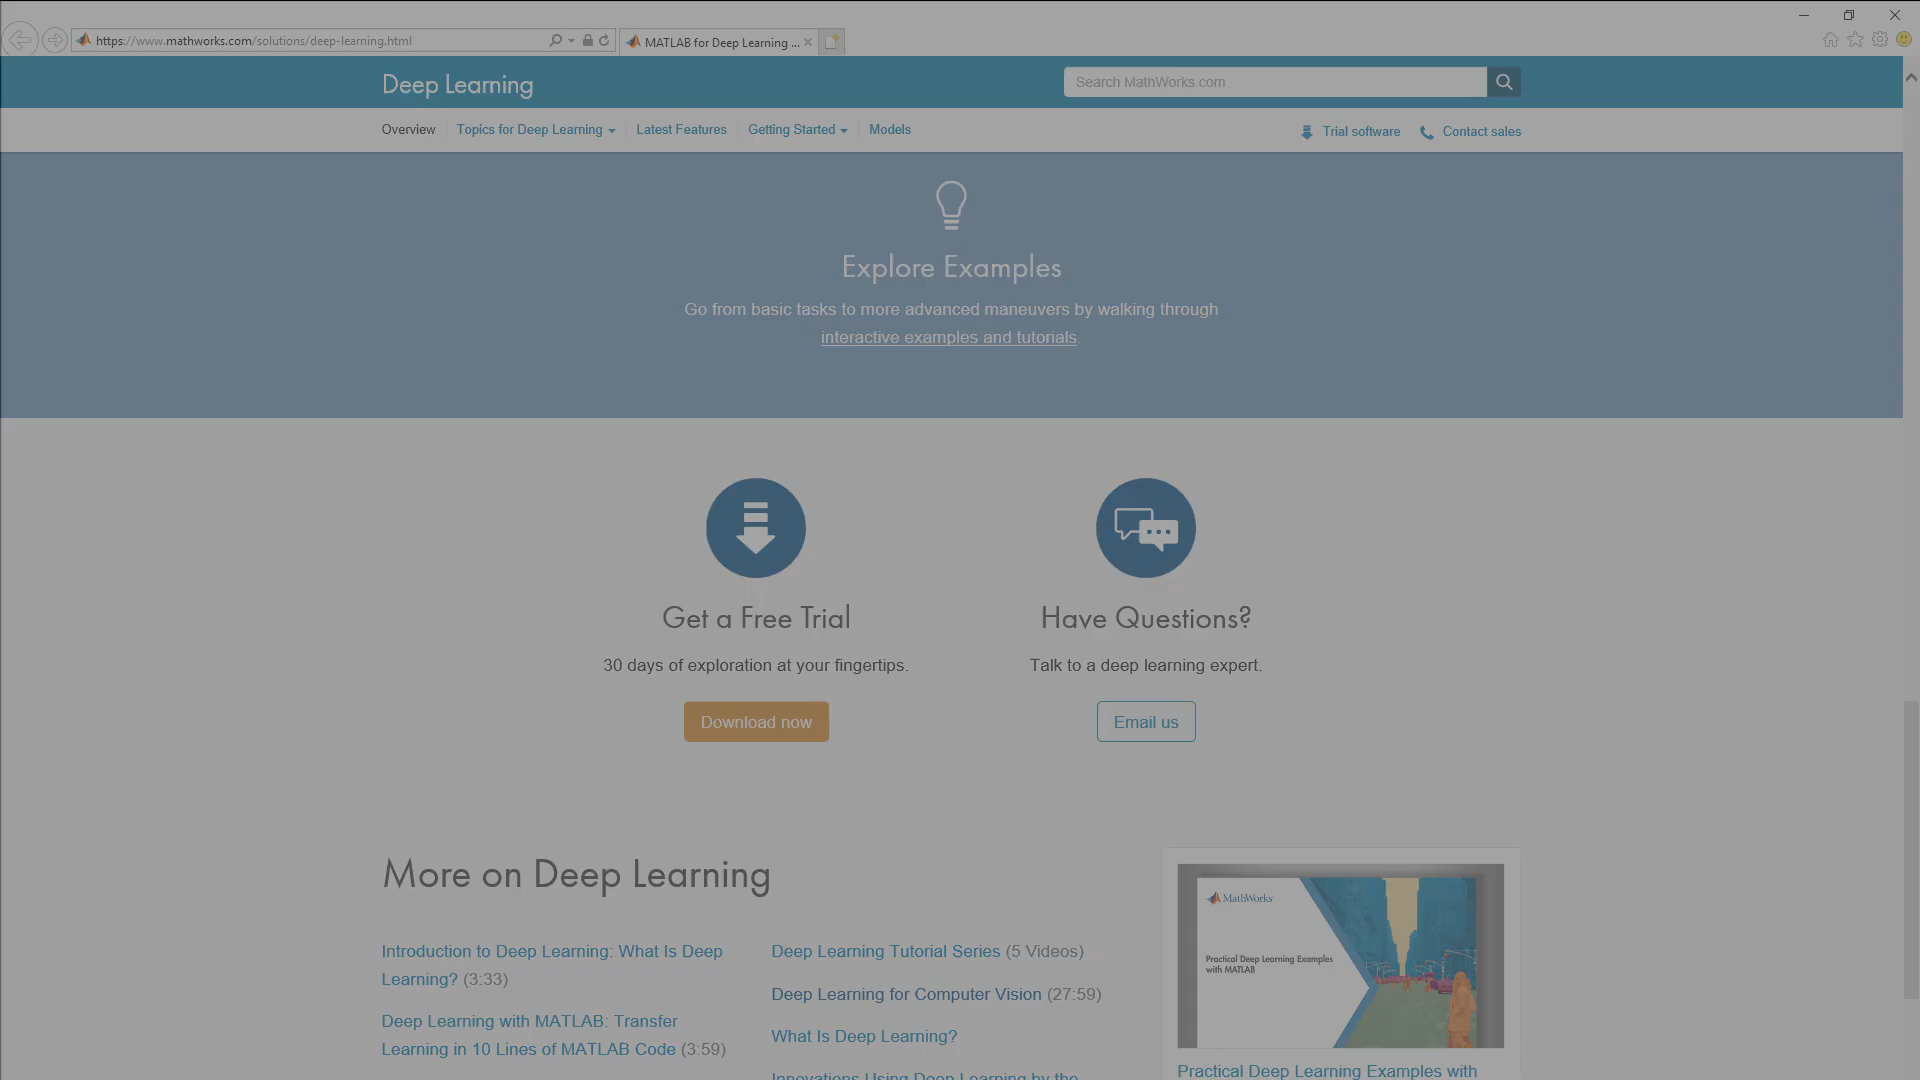 https://www.mathworks.com/solutions/deep-learning.html
MATLAB for Deep Learning ...
Deep Learning
Search MathWorks.com
Overview
Topics for Deep Learning
Latest Features
Getting Started
Models
Trial software
Contact sales
Explore Examples
Go from basic tasks to more advanced maneuvers by walking through
interactive examples and tutorials.
Get a Free Trial
30 days of exploration at your fingertips.
Download now
Have Questions?
Talk to a deep learning expert.
Email us
More on Deep Learning
Introduction to Deep Learning: What Is Deep
Learning? (3:33)
Deep Learning with MATLAB: Transfer
Learning in 10 Lines of MATLAB Code (3:59)
Deep Learning Tutorial Series (5 Videos)
Deep Learning for Computer Vision (27:59)
What Is Deep Learning?
Innovations Using Deep Learning by the
MathWorks
Practical Deep Learning Examples
with MATLAB
Practical Deep Learning Examples with